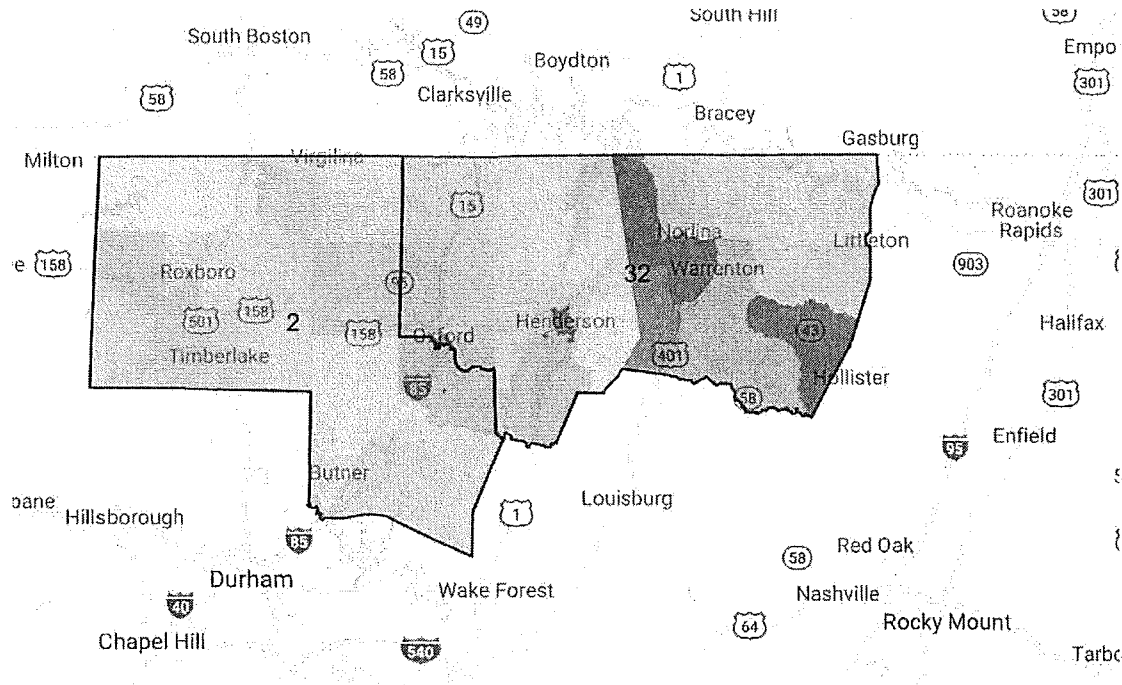 South Hill
58
49
South Boston
15
Empo
Boydton
58
1
301
58
Clarksville
Bracey
Gasburg
Milton
Virgilina
301
15
Roanoke
Rapids
Norlina
Littleton
e 158
Roxboro
96
32
Warrenton
903
501
158
2
158
Oxford
Henderson
43
Halifax
Timberlake
401
85
Hollister
58
301
Enfield
95
Butner
Louisburg
1
Hillsborough
85
58
Red Oak
Durham
Wake Forest
Nashville
40
64
Rocky Mount
Chapel Hill
540
Tarbo